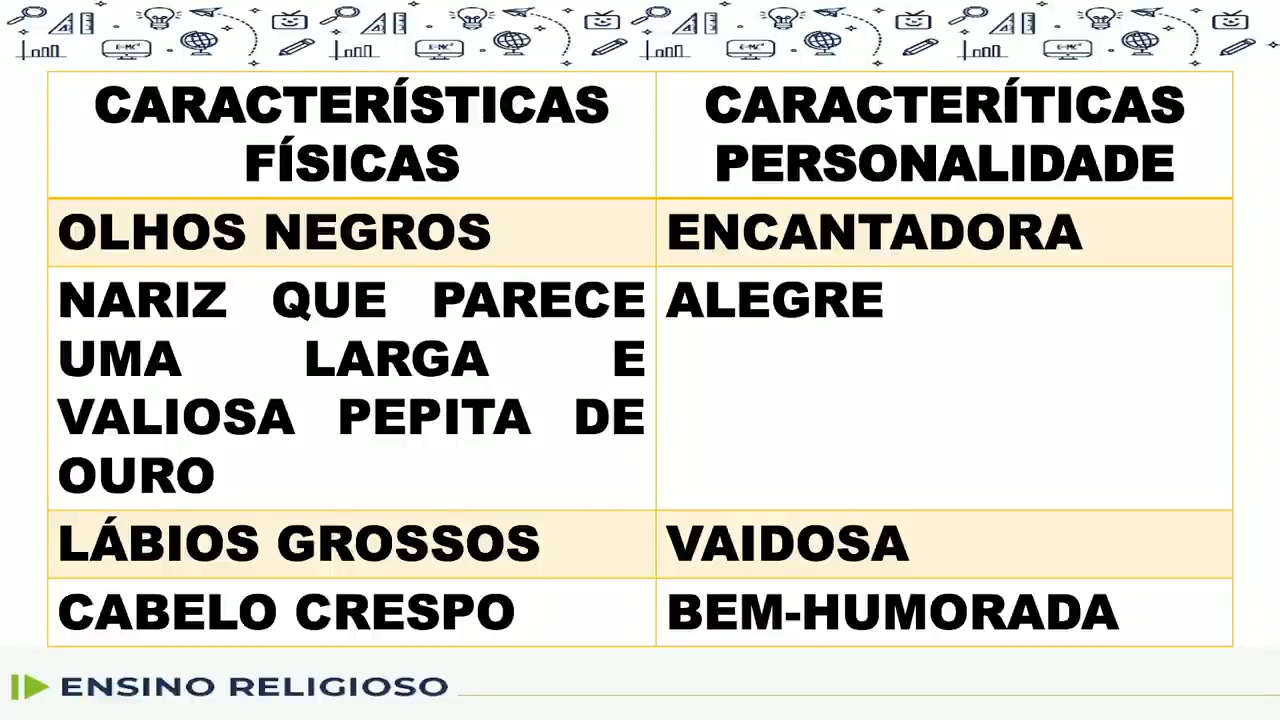 CARACTERÍSTICAS
FÍSICAS
CARACTERÍTICAS
PERSONALIDADE
OLHOS NEGROS
ENCANTADORA
NARIZ QUE PARECE
UMA LARGA E
VALIOSA PEPITA DE
OURO
ALEGRE
LÁBIOS GROSSOS
VAIDOSA
CABELO CRESPO
BEM-HUMORADA
ENSINO RELIGIOSO